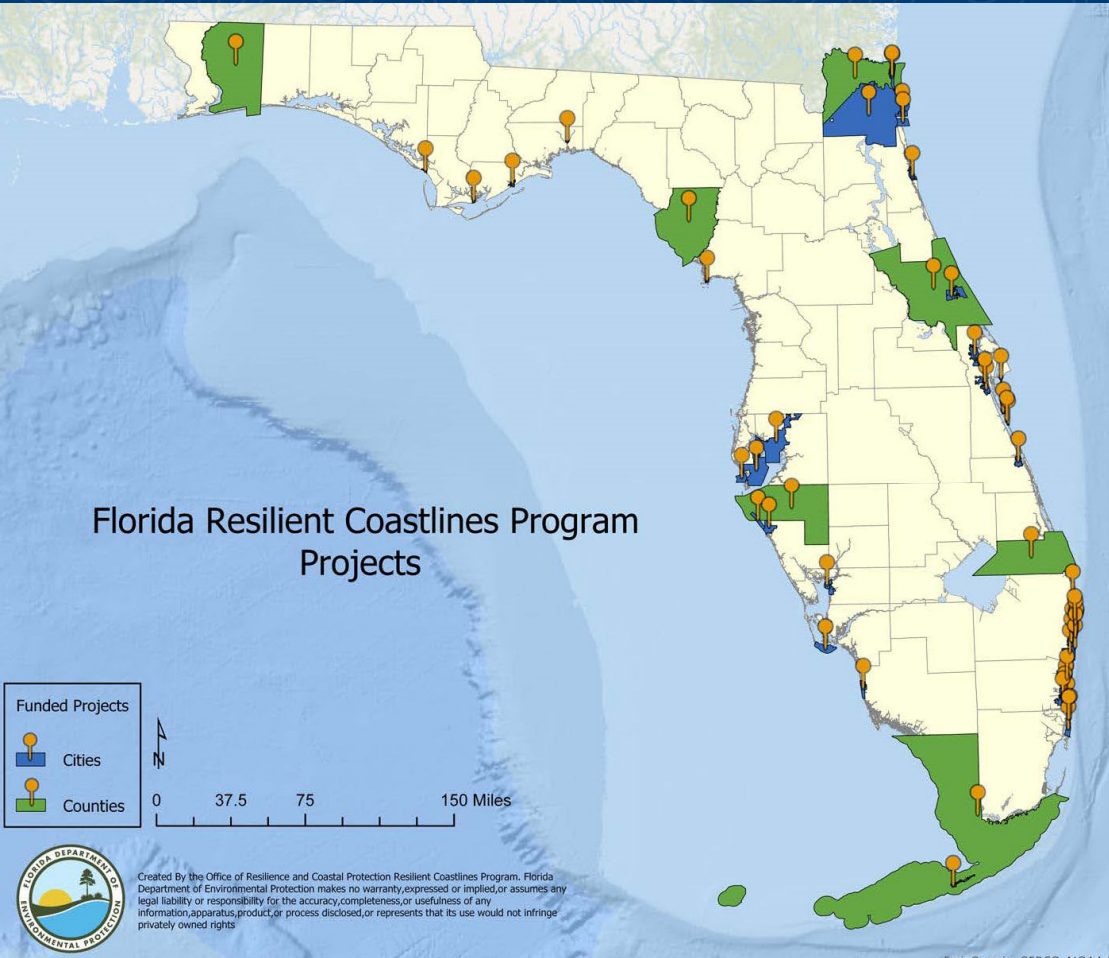 Florida Resilient Coastlines Program
Projects
Funded Projects
Cities
Counties
N
0 37.5 75 150 Miles
FLORIDA DEPARTMENT OF
ENVIRONMENTAL PROTECTION
Created By the Office of Resilience and Coastal Protection Resilient Coastlines Program. Florida
Department of Environmental Protection makes no warranty,expressed or implied,or assumes any
legal liability or responsibility for the accuracy,completeness,or usefulness of any
information,apparatus,product,or process disclosed,or represents that its use would not infringe
privately owned rights